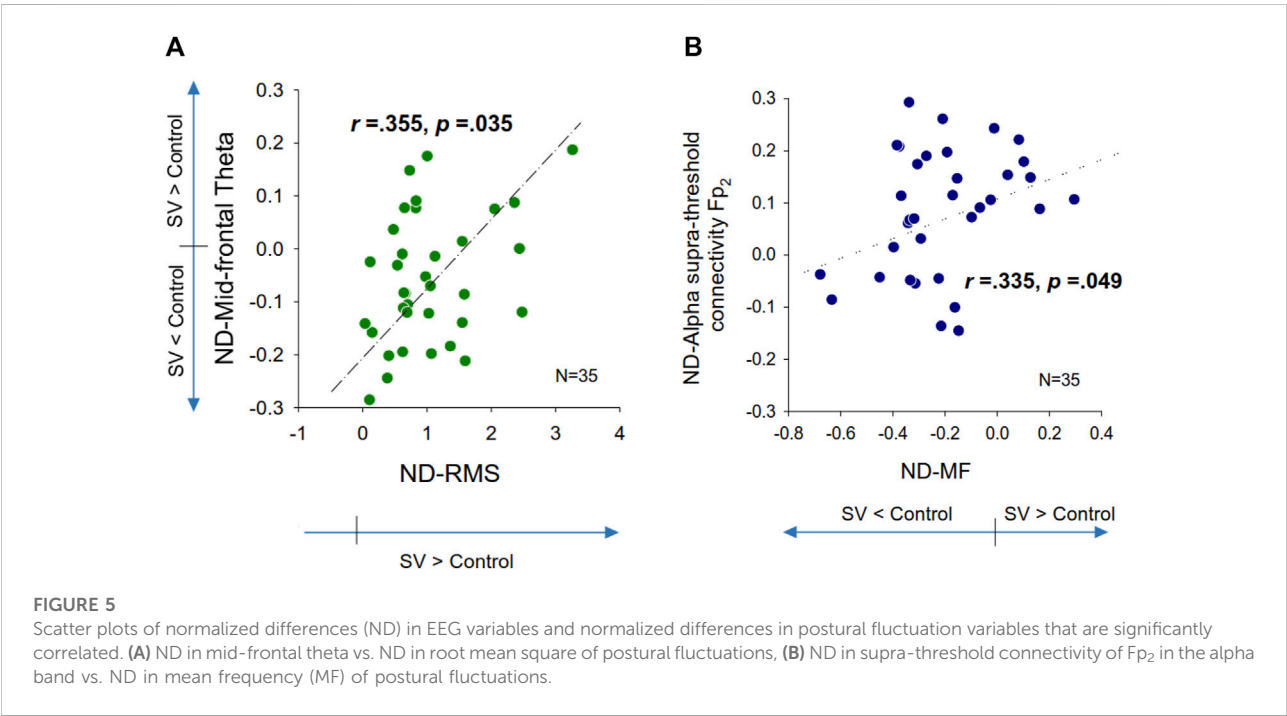 A
SV > Control
SV < Control
ND-Mid-frontal Theta
0.3
0.2
0.1
0.0
-0.1
-0.2
-0.3
r =.355, p =.035
N=35
-1 0 1 2 3 4
ND-RMS
SV > Control
B
ND-Alpha supra-threshold
connectivity Fp2
0.3
0.2
0.1
0.0
-0.1
-0.2
-0.3
r =.335, p =.049
N=35
-0.8 -0.6 -0.4 -0.2 0.0 0.2 0.4
ND-MF
SV < Control SV > Control
FIGURE 5
Scatter plots of normalized differences (ND) in EEG variables and normalized differences in postural fluctuation variables that are significantly
correlated. (A) ND in mid-frontal theta vs. ND in root mean square of postural fluctuations, (B) ND in supra-threshold connectivity of Fp2 in the alpha
band vs. ND in mean frequency (MF) of postural fluctuations.